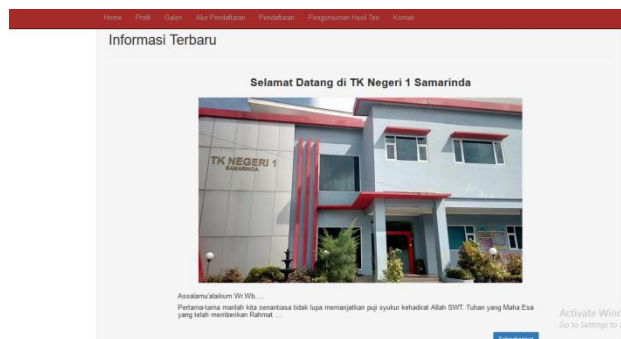 Home Profil Galeri Alur Pendaftaran Pendaftaran Pengumuman Hasil Tes Kontak
Informasi Terbaru
Selamat Datang di TK Negeri 1 Samarinda
TK NEGERI 1
SAMARINDA
Assalamu'alaikum Wr.Wb....
Pertama-tama marilah kita senantiasa tidak lupa memanjatkan puji syukur kehadirat Allah SWT. Tuhan yang Maha Esa
yang telah memberikan Rahmat ....
Activate Wind
Go to Settings to